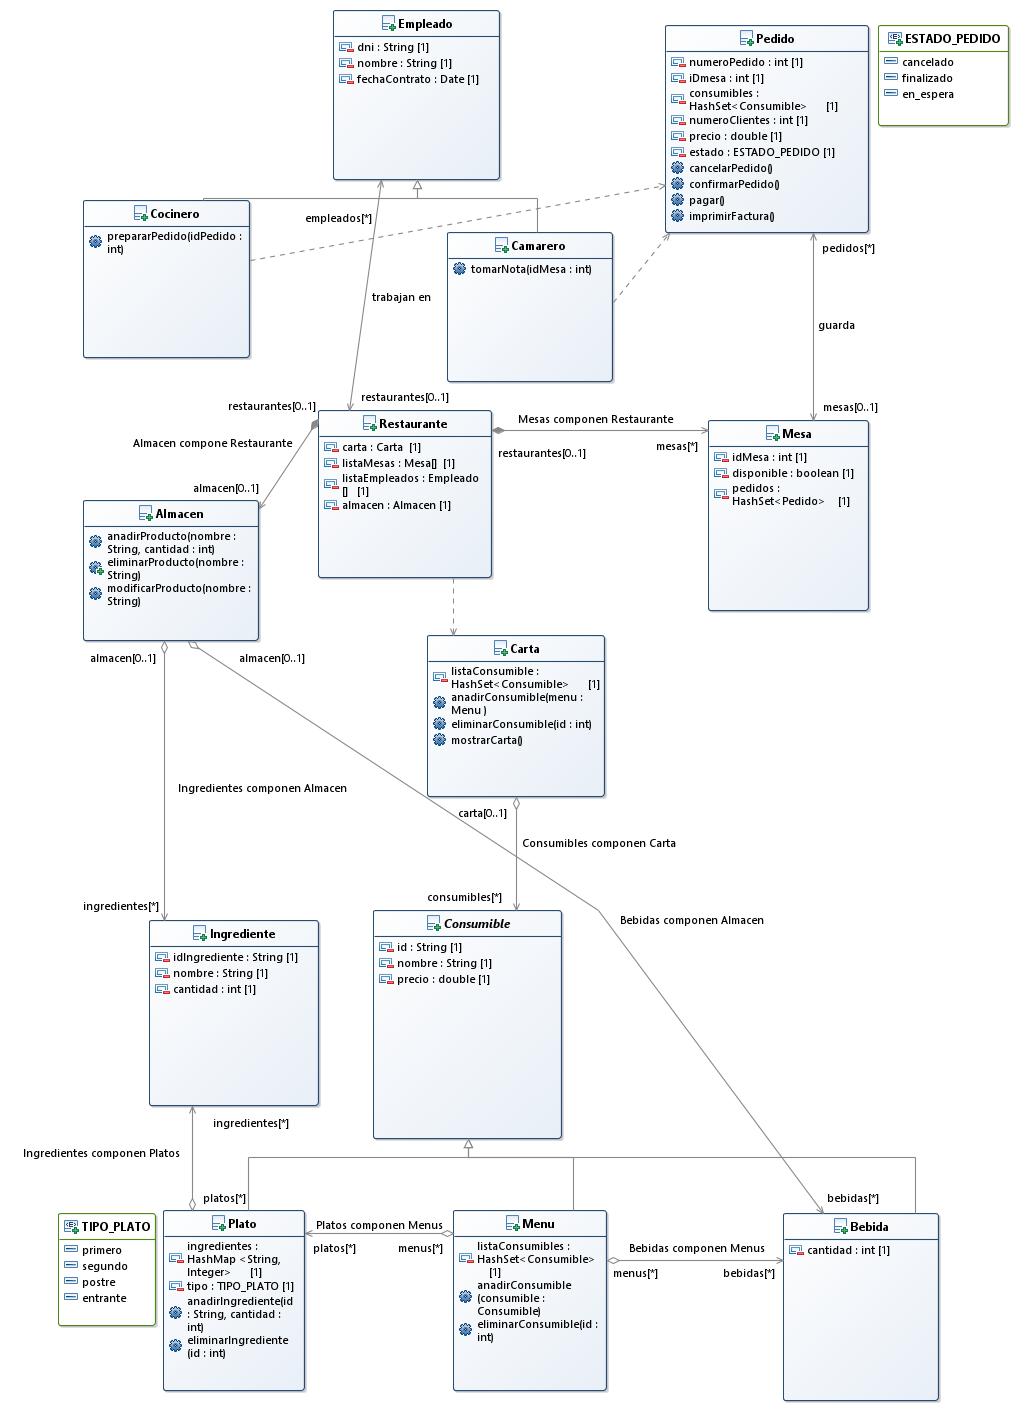 Empleado
dni : String [1]
nombre : String [1]
fechaContrato : Date [1]
Pedido
numeroPedido : int [1]
iDmesa : int [1]
consumibles :
HashSet<Consumible> [1]
numeroClientes : int [1]
precio : double [1]
estado : ESTADO_PEDIDO [1]
cancelarPedido()
confirmarPedido()
pagar()
imprimirFactura()
ESTADO_PEDIDO
cancelado
finalizado
en_espera
Cocinero
prepararPedido(idPedido :
int)
empleados[*]
Camarero
tomarNota(idMesa : int)
pedidos[*]
trabajan en
guarda
restaurantes[0..1]
restaurantes[0..1]
mesas[0..1]
Almacen compone Restaurante
almacen[0..1]
Restaurante
carta : Carta [1]
listaMesas : Mesa[] [1]
listaEmpleados : Empleado
[] [1]
almacen : Almacen [1]
Mesas componen Restaurante
restaurantes[0..1]
mesas[*]
Mesa
idMesa : int [1]
disponible : boolean [1]
pedidos :
HashSet<Pedido> [1]
Almacen
anadirProducto(nombre :
String, cantidad : int)
eliminarProducto(nombre :
String)
modificarProducto(nombre :
String)
almacen[0..1]
almacen[0..1]
Carta
listaConsumible :
HashSet<Consumible> [1]
anadirConsumible(menu :
Menu )
eliminarConsumible(id : int)
mostrarCarta()
Ingredientes componen Almacen
carta[0..1]
Consumibles componen Carta
ingredientes[*]
consumibles[*]
Bebidas componen Almacen
Ingrediente
idIngrediente : String [1]
nombre : String [1]
cantidad : int [1]
Consumible
id : String [1]
nombre : String [1]
precio : double [1]
ingredientes[*]
Ingredientes componen Platos
platos[*]
bebidas[*]
TIPO_PLATO
primero
segundo
postre
entrante
Plato
ingredientes :
HashMap <String,
Integer> [1]
tipo : TIPO_PLATO [1]
anadirIngrediente(id
: String, cantidad :
int)
eliminarIngrediente
(id : int)
Platos componen Menus
platos[*]
menus[*]
Menu
listaConsumibles :
HashSet<Consumible>
[1]
anadirConsumible
(consumible :
Consumible)
eliminarConsumible(id :
int)
Bebidas componen Menus
menus[*]
bebidas[*]
Bebida
cantidad : int [1]